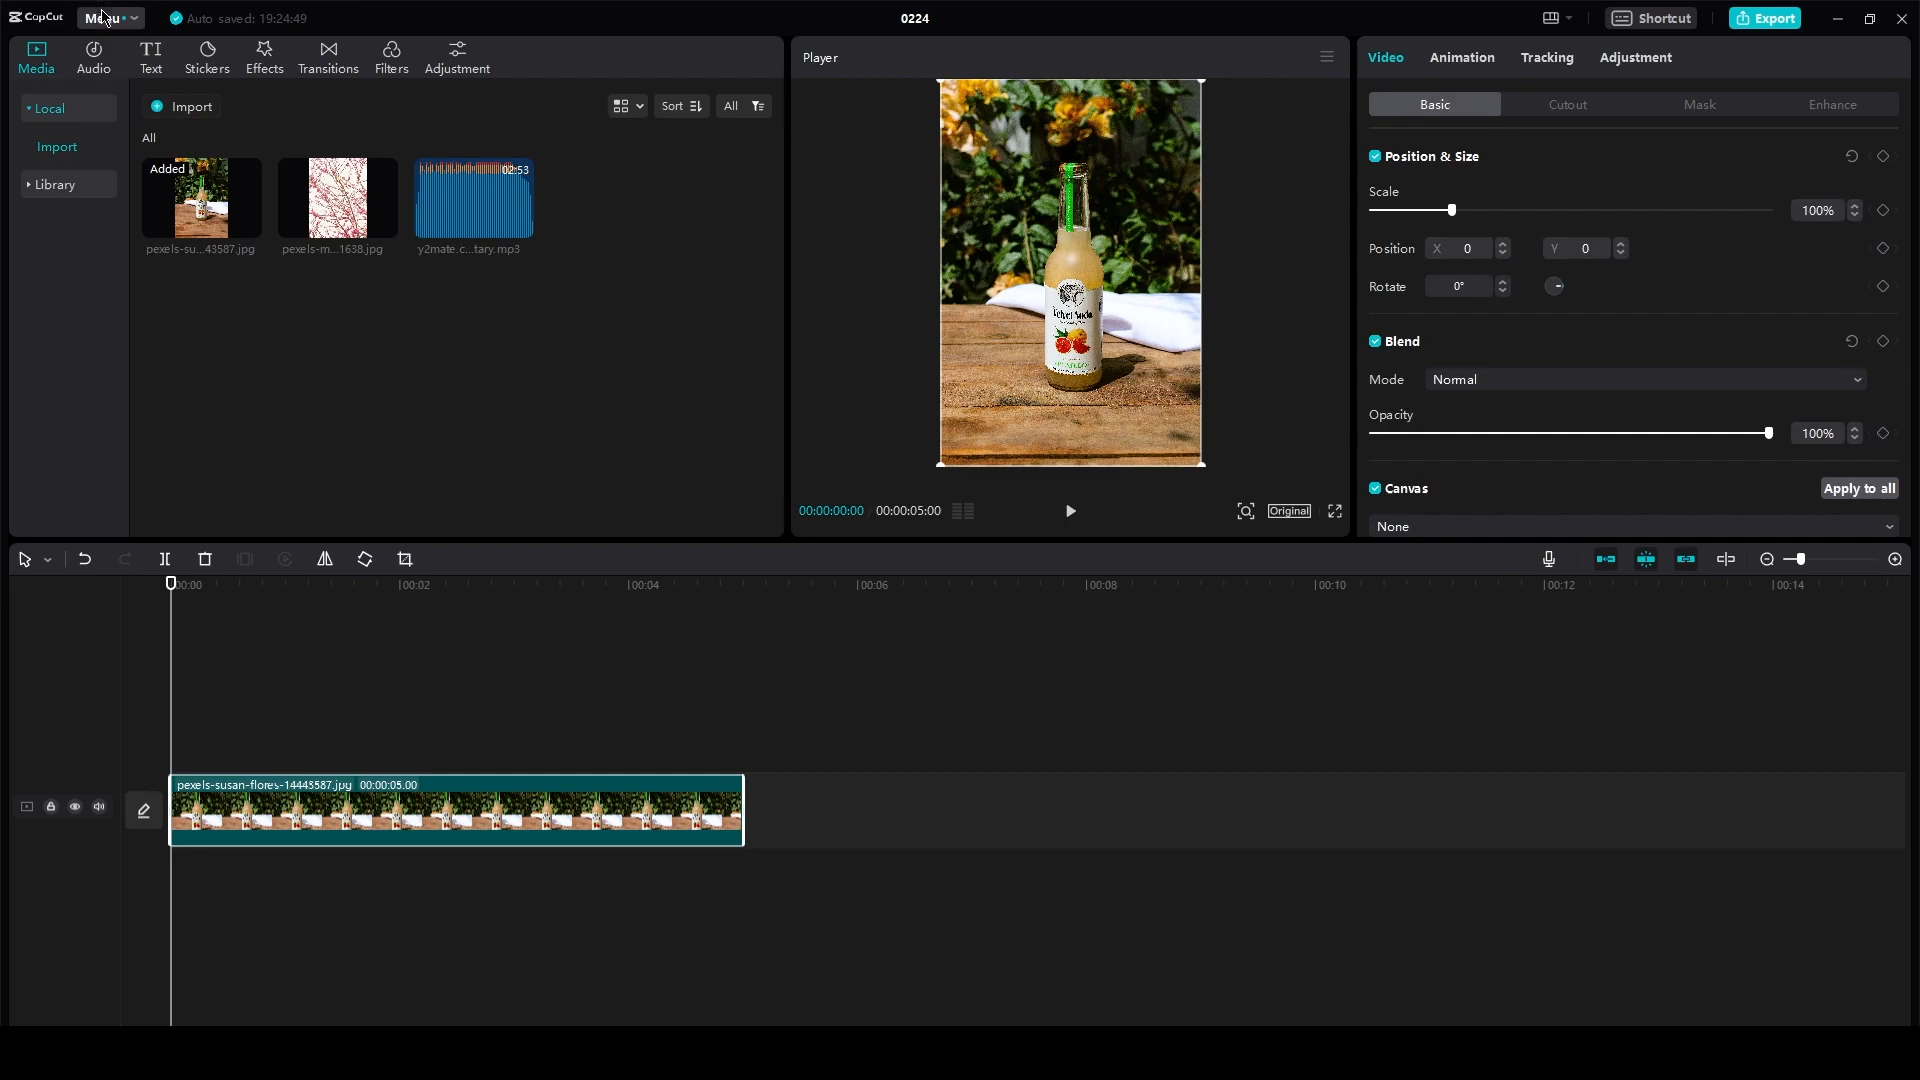 CapCut
Menu
Auto saved: 19:24:49
0224
Shortcut
Export
Media
Audio
Text
Stickers
Effects
Transitions
Filters
Adjustment
Local
Import
Library
Import
Sort
All
All
Added
02:53
pexels-su...43587.jpg
pexels-m...1638.jpg
y2mate.c...tary.mp3
Player
00:00:00:00
00:00:05:00
Original
Video
Animation
Tracking
Adjustment
Basic
Cutout
Mask
Enhance
Position & Size
Scale
100%
Position
X 0
Y 0
Rotate
0°
Blend
Mode
Normal
Opacity
100%
Canvas
Apply to all
None
00:00
00:02
00:04
00:06
00:08
00:10
00:12
00:14
pexels-susan-flores-14443587.jpg 00:00:05:00